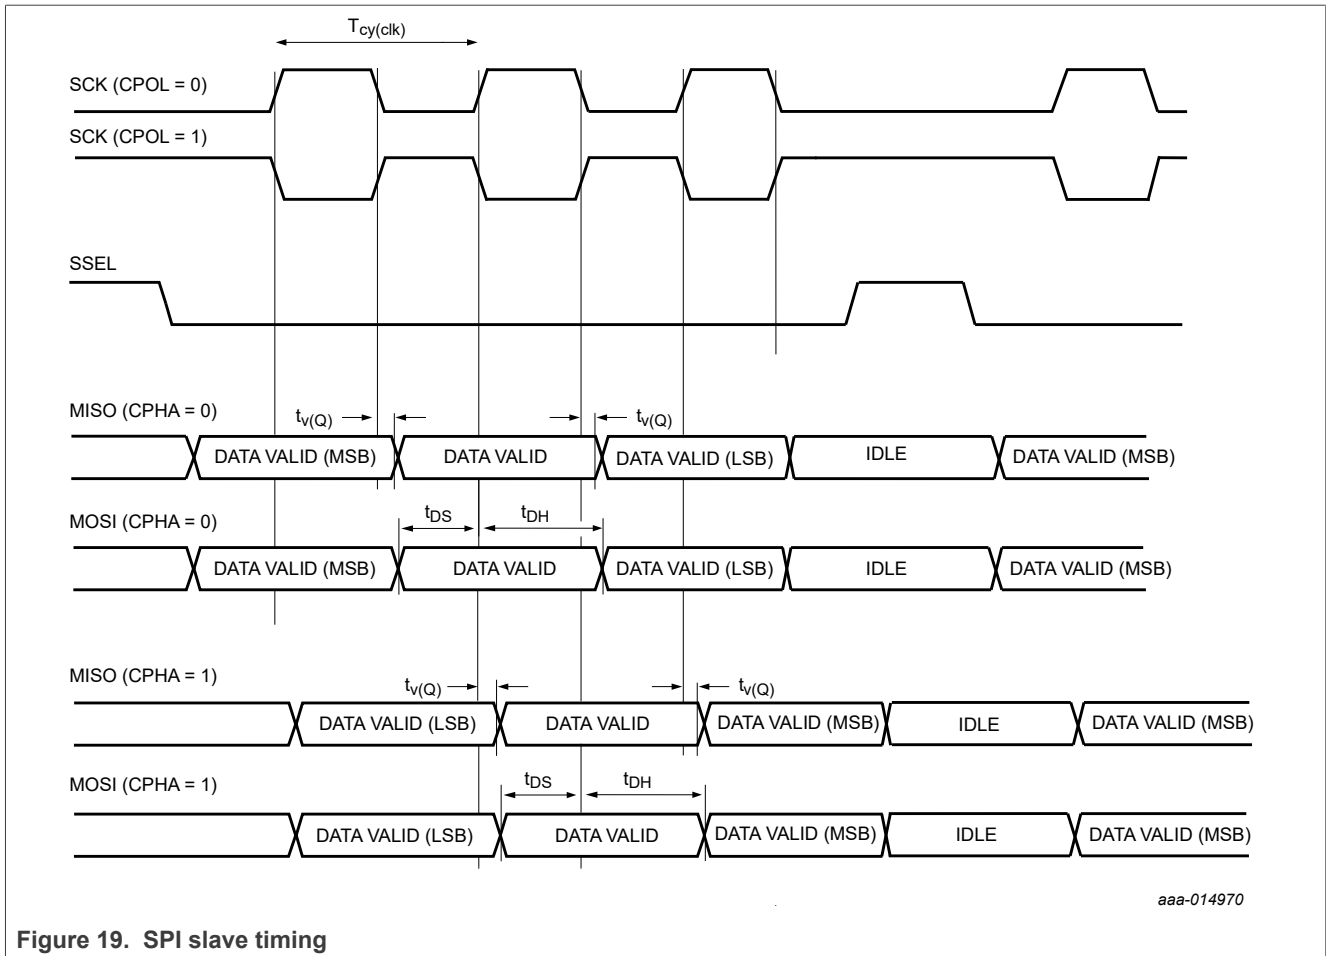 Tcy(clk)
SCK (CPOL = 0)
SCK (CPOL = 1)
SSEL
MISO (CPHA = 0)
tv(Q) tv(Q)
DATA VALID (MSB) DATA VALID DATA VALID (LSB) IDLE DATA VALID (MSB)
MOSI (CPHA = 0)
tDS tDH
DATA VALID (MSB) DATA VALID DATA VALID (LSB) IDLE DATA VALID (MSB)
MISO (CPHA = 1)
tv(Q) tv(Q)
DATA VALID (LSB) DATA VALID DATA VALID (MSB) IDLE DATA VALID (MSB)
MOSI (CPHA = 1)
tDS tDH
DATA VALID (LSB) DATA VALID DATA VALID (MSB) IDLE DATA VALID (MSB)
aaa-014970
Figure 19. SPI slave timing